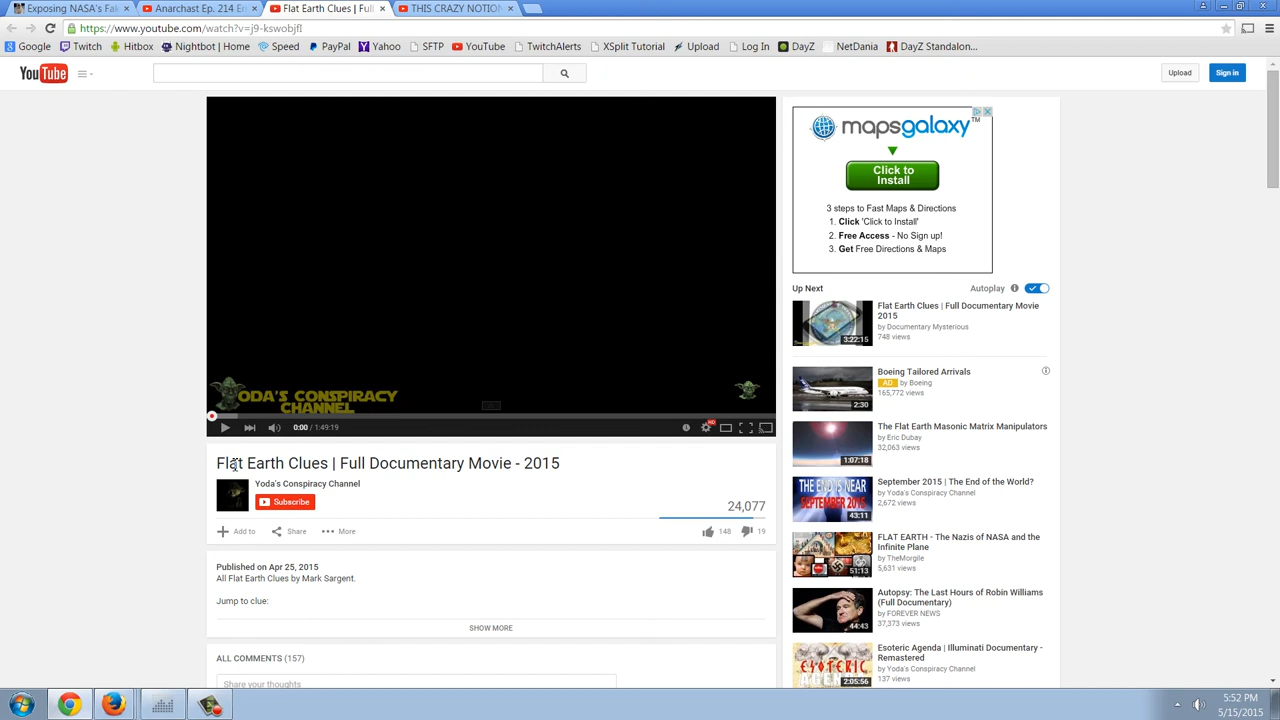 Exposing NASA's Fak
Anarchast Ep. 214 Er
Flat Earth Clues | Full
THIS CRAZY NOTION
https://www.youtube.com/watch?v=j9-kswobjfI
Google
Twitch
Hitbox
Nightbot | Home
Speed
PayPal
Yahoo
SFTP
YouTube
TwitchAlerts
XSplit Tutorial
Upload
Log In
DayZ
NetDania
DayZ Standalon...
YouTube
Upload
Sign in
YODA'S CONSPIRACY
CHANNEL
0:00 / 1:49:19
Flat Earth Clues | Full Documentary Movie - 2015
Yoda's Conspiracy Channel
Subscribe
24,077
Add to
Share
More
148
19
Published on Apr 25, 2015
All Flat Earth Clues by Mark Sargent.
Jump to clue:
SHOW MORE
ALL COMMENTS (157)
Share your thoughts
mapsgalaxy™
Click to
Install
3 steps to Fast Maps & Directions
1. Click 'Click to Install'
2. Free Access - No Sign up!
3. Get Free Directions & Maps
Up Next
Autoplay
Flat Earth Clues | Full Documentary Movie
2015
by Documentary Mysterious
748 views
3:22:15
Boeing Tailored Arrivals
AD by Boeing
165,772 views
2:30
The Flat Earth Masonic Matrix Manipulators
by Eric Dubay
32,063 views
1:07:18
September 2015 | The End of the World?
by Yoda's Conspiracy Channel
2,672 views
THE END IS NEAR
SEPTEMBER 2015
43:11
FLAT EARTH - The Nazis of NASA and the
Infinite Plane
by TheMorgile
5,631 views
51:13
Autopsy: The Last Hours of Robin Williams
(Full Documentary)
by FOREVER NEWS
37,373 views
44:43
Esoteric Agenda | Illuminati Documentary -
Remastered
by Yoda's Conspiracy Channel
137 views
ESOTERIC
2:05:56
5:52 PM
5/15/2015